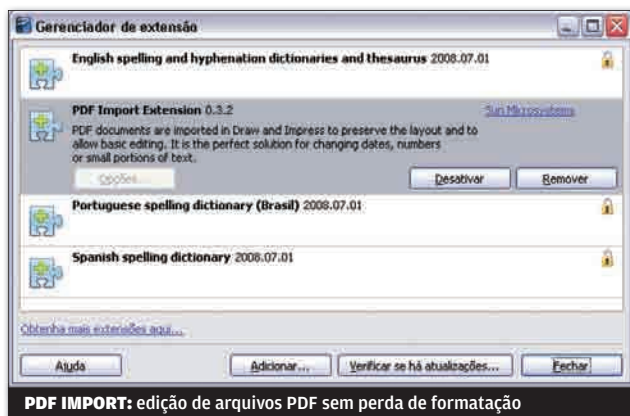 Gerenciador de extensão
English spelling and hyphenation dictionaries and thesaurus 2008.07.01
PDF Import Extension 0.3.2 Sun Microsystems
PDF documents are imported in Draw and Impress to preserve the layout and to
allow basic editing. It is the perfect solution for changing dates, numbers
or small portions of text.
Opções... Desativar Remover
Portuguese spelling dictionary (Brasil) 2008.07.01
Spanish spelling dictionary 2008.07.01
Obtenha mais extensões aqui...
Ajuda Adicionar... Verificar se há atualizações... Fechar
PDF IMPORT: edição de arquivos PDF sem perda de formatação